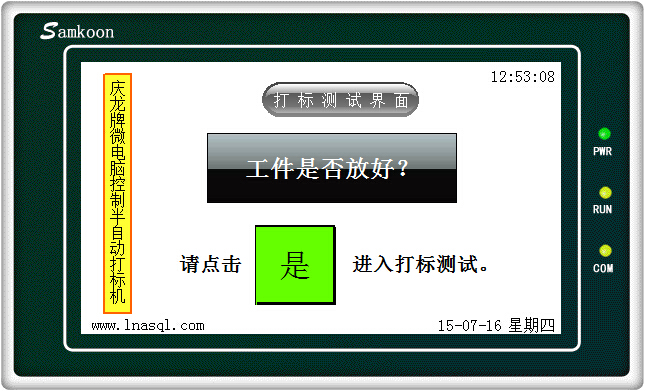 Samkoon
12:53:08
打标测试界面
庆龙牌微电脑控制半自动打标机
工件是否放好？
请点击 是 进入打标测试。
www.lnasql.com
15-07-16 星期四
PWR
RUN
COM